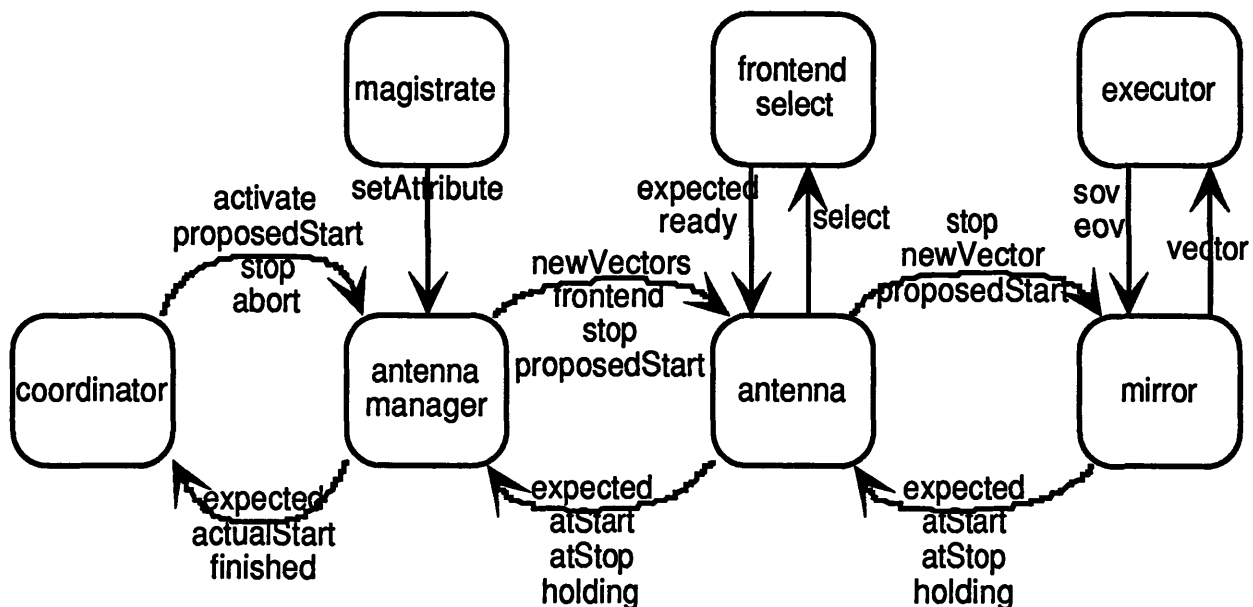 magistrate
frontend
select
executor
setAttribute
expected
ready
select
sov
eov
vector
activate
proposedStart
stop
abort
newVectors
frontend
stop
proposedStart
stop
newVector
proposedStart
coordinator
antenna
manager
antenna
mirror
expected
actualStart
finished
expected
atStart
atStop
holding
expected
atStart
atStop
holding